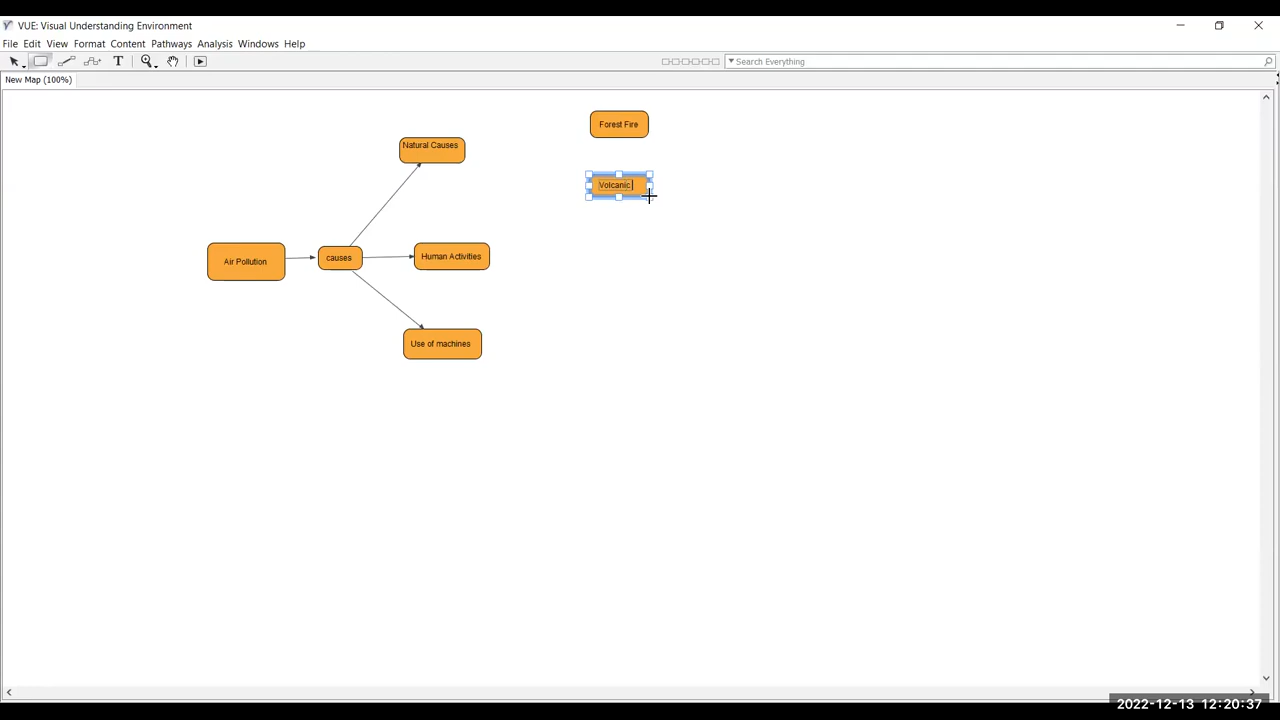 VUE: Visual Understanding Environment
File Edit View Format Content Pathways Analysis Windows Help
T Search Everything
New Map (100%)
Forest Fire
Natural Causes
Volcanic
Air Pollution
causes
Human Activities
Use of machines
2022-12-13 12:20:37